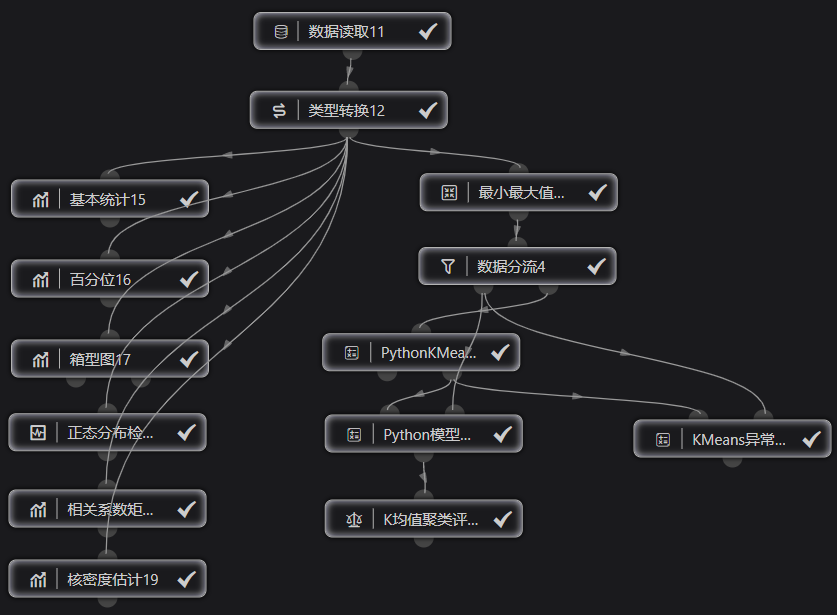 数据读取11
类型转换12
基本统计15
最小最大值...
百分位16
数据分流4
箱型图17
PythonKMea...
正态分布检...
Python模型...
KMeans异常...
相关系数矩...
K均值聚类评...
核密度估计19